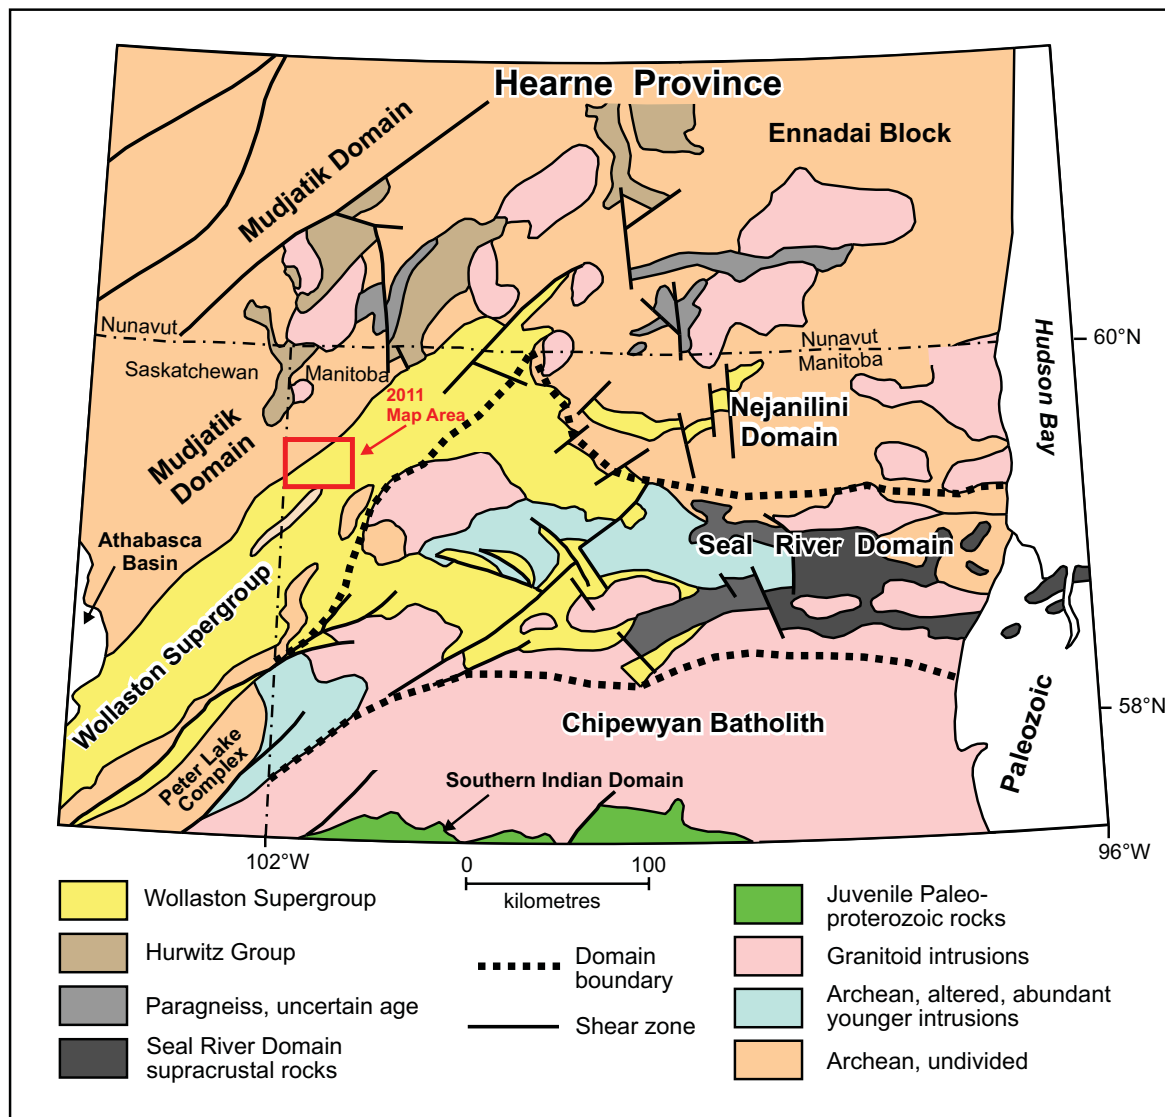 Hearne Province
Ennadai Block
Mudjatik Domain
Nunavut
Saskatchewan
Manitoba
Nunavut
Manitoba
60°N
Hudson Bay
2011
Map Area
Nejanilini
Domain
Mudjatik
Domain
Athabasca
Basin
Seal River Domain
Wollaston Supergroup
58°N
Chipewyan Batholith
Paleozoic
Peter Lake
Complex
Southern Indian Domain
102°W
96°W
0
100
kilometres
Wollaston Supergroup
Hurwitz Group
Paragneiss, uncertain age
Seal River Domain
supracrustal rocks
Domain
boundary
Shear zone
Juvenile Paleo-
proterozoic rocks
Granitoid intrusions
Archean, altered, abundant
younger intrusions
Archean, undivided